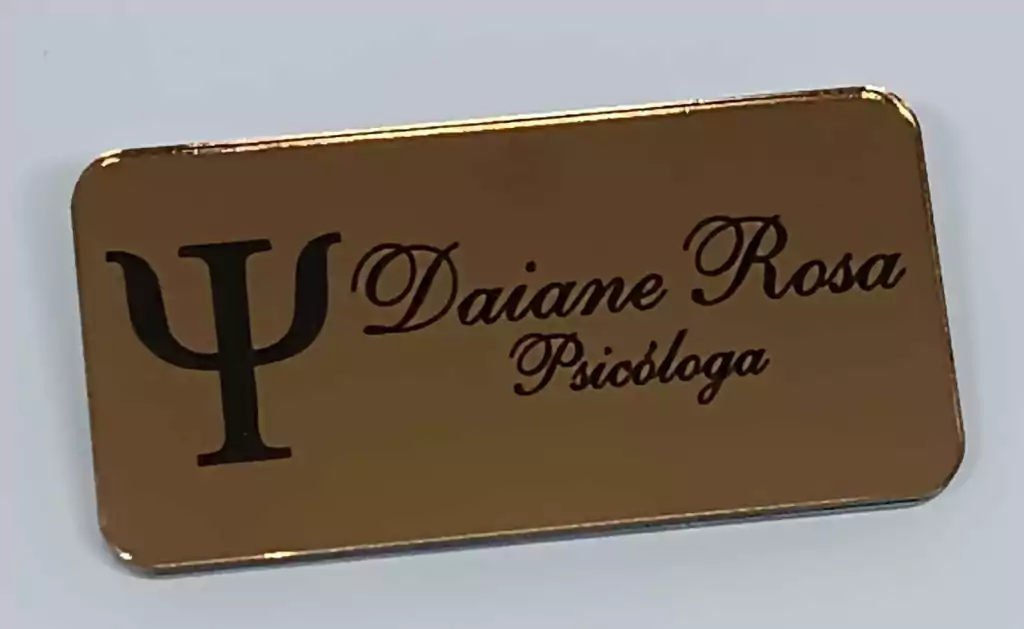 Ψ
Daiane Rosa
Psicóloga